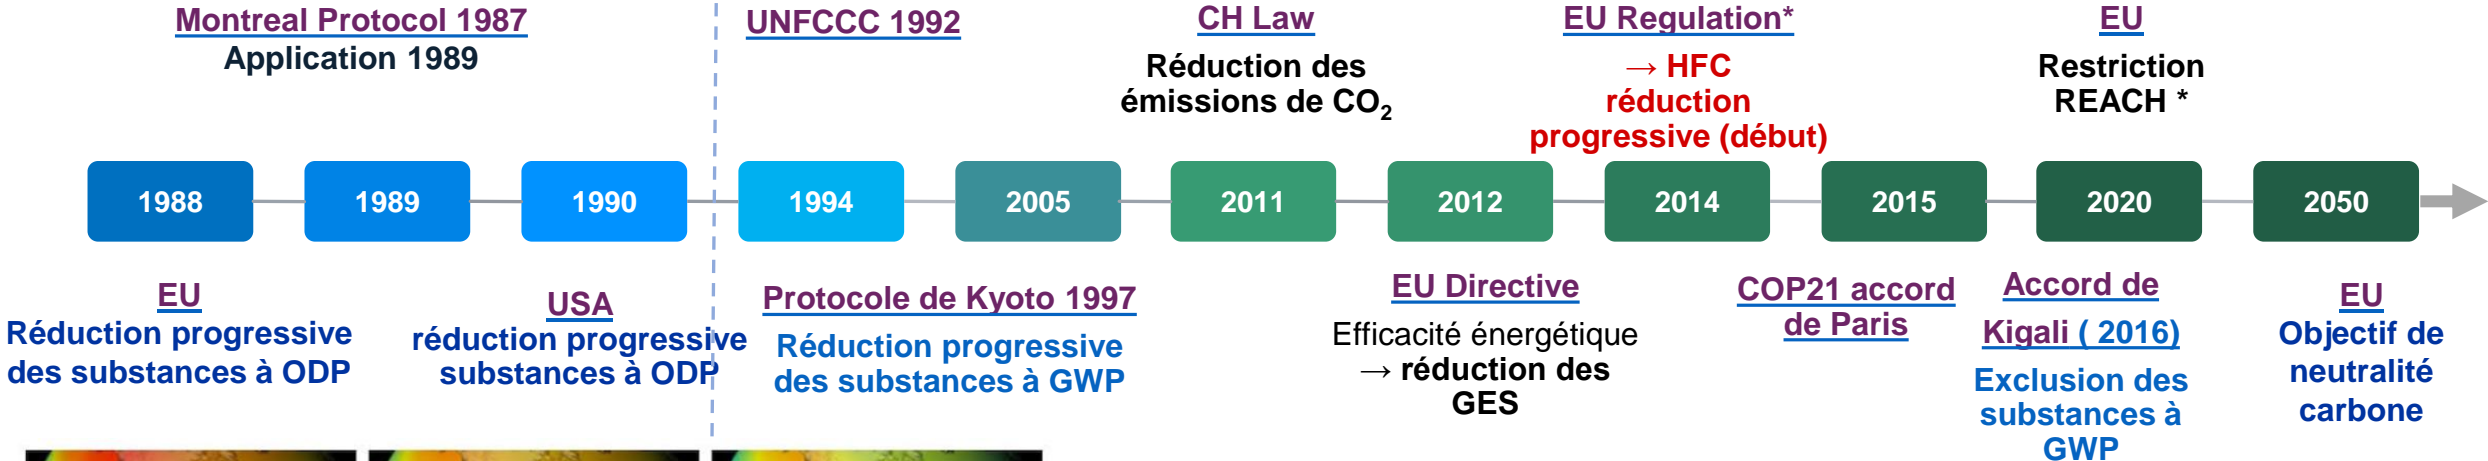 Montreal Protocol 1987
Application 1989
UNFCCC 1992
CH Law
Réduction des
émissions de CO₂
EU Regulation*
→ HFC
réduction
progressive (début)
EU
Restriction
REACH *
1988
1989
1990
1994
2005
2011
2012
2014
2015
2020
2050
EU
Réduction progressive
des substances à ODP
USA
réduction progressive
substances à ODP
Protocole de Kyoto 1997
Réduction progressive
des substances à GWP
EU Directive
Efficacité énergétique
→ réduction des
GES
COP21 accord
de Paris
Accord de
Kigali ( 2016)
Exclusion des
substances à
GWP
EU
Objectif de
neutralité
carbone